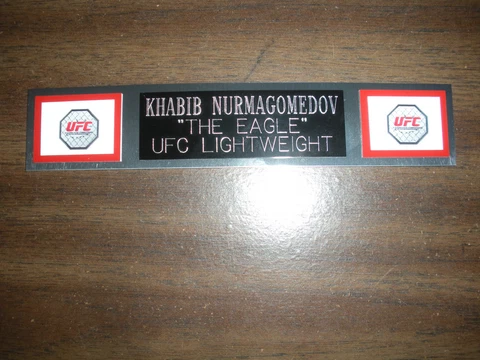 KHABIB NURMAGOMEDOV
"THE EAGLE"
UFC LIGHTWEIGHT
UFC
UFC